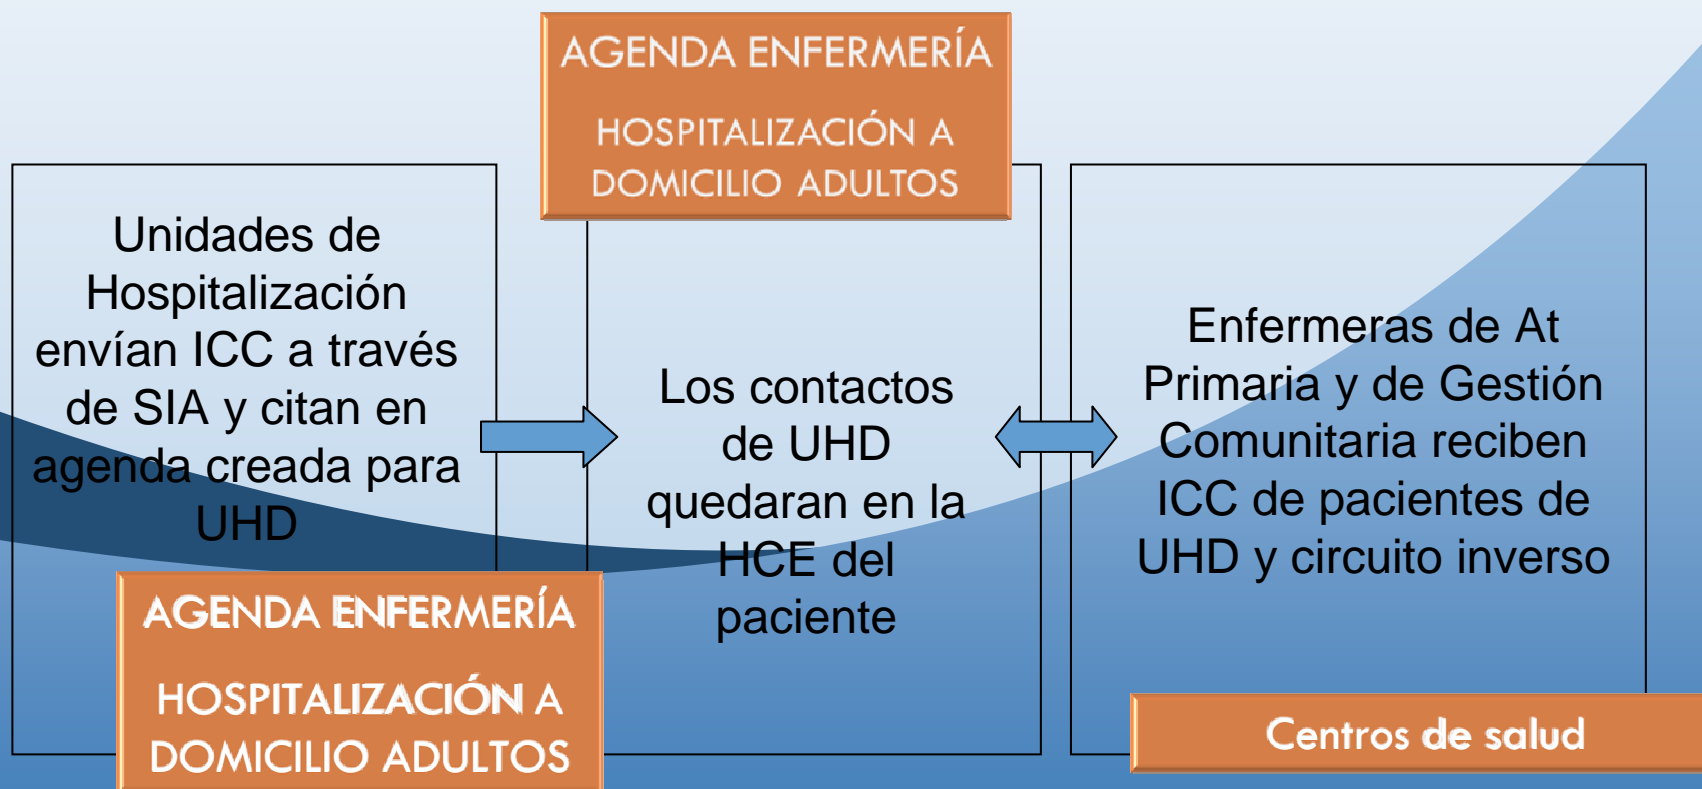 Unidades de
Hospitalización
envían ICC a través
de SIA y citan en
agenda creada para
UHD
AGENDA ENFERMERÍA
HOSPITALIZACIÓN A
DOMICILIO ADULTOS
AGENDA ENFERMERÍA
HOSPITALIZACIÓN A
DOMICILIO ADULTOS
Los contactos
de UHD
quedaran en la
HCE del
paciente
Enfermeras de At
Primaria y de Gestión
Comunitaria reciben
ICC de pacientes de
UHD y circuito inverso
Centros de salud